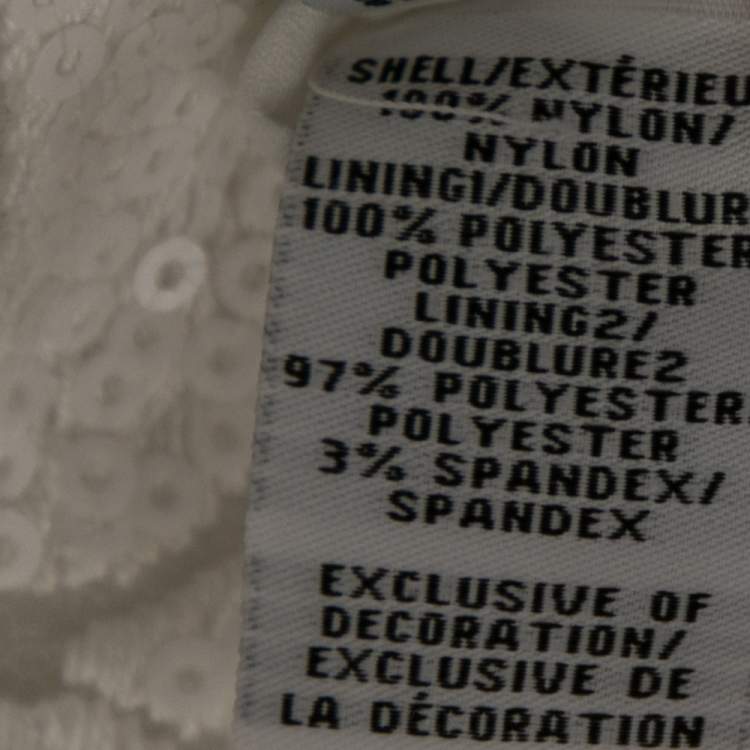 SHELL/EXTÉRIEU
100% NYLON/
NYLON
LINING1/DOUBLUR
100% POLYESTER
POLYESTER
LINING2/
DOUBLURE2
97% POLYESTER
POLYESTER
3% SPANDEX/
SPANDEX
EXCLUSIVE OF
DECORATION/
EXCLUSIVE DE
LA DÉCORATION